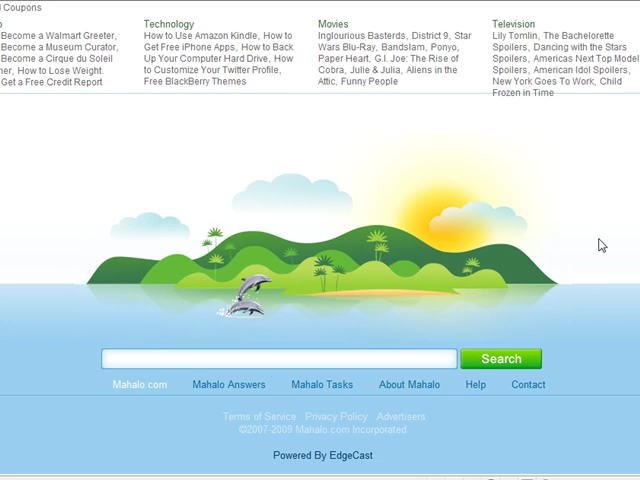 Coupons
Technology
Movies
Television
Become a Walmart Greeter,
Become a Museum Curator,
Become a Cirque du Soleil
How to Lose Weight.
Get a Free Credit Report
How to Use Amazon Kindle, How to
Get Free iPhone Apps, How to Back
Up Your Computer Hard Drive, How
to Customize Your Twitter Profile,
Free BlackBerry Themes
Inglourious Basterds, District 9, Star
Wars Blu-Ray, Bandslam, Ponyo,
Paper Heart, G.I. Joe: The Rise of
Cobra, Julie & Julia, Aliens in the
Attic, Funny People
Lily Tomlin, The Bachelorette
Spoilers, Dancing with the Stars
Spoilers, Americas Next Top Model
Spoilers, American Idol Spoilers,
New York Goes To Work, Child
Frozen in Time
Search
Mahalo.com Mahalo Answers Mahalo Tasks About Mahalo Help Contact
Terms of Service Privacy Policy Advertisers
©2007-2009 Mahalo.com Incorporated
Powered By EdgeCast